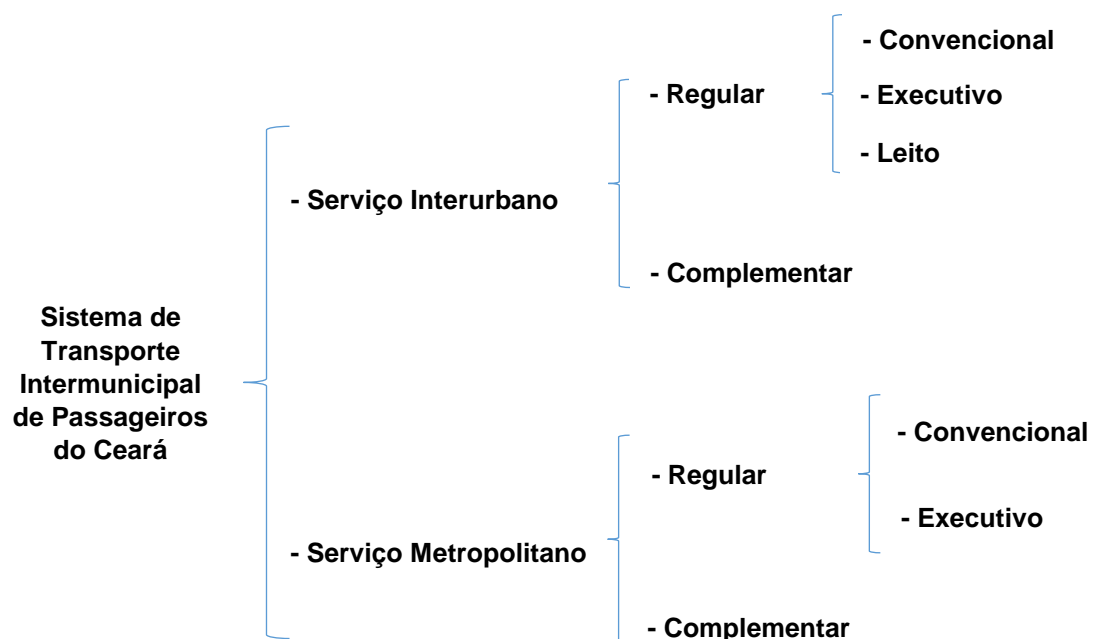 Sistema de
Transporte
Intermunicipal
de Passageiros
do Ceará
- Serviço Interurbano
- Regular
- Convencional
- Executivo
- Leito
- Complementar
- Serviço Metropolitano
- Regular
- Convencional
- Executivo
- Complementar